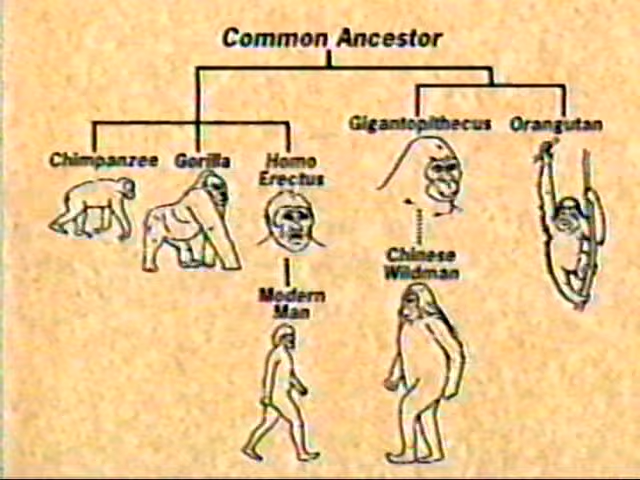 Common Ancestor
Gigantopithecus Orangutan
Chimpanzee Gorilla Homo
Erectus
Chinese
Wildman
Modern
Man